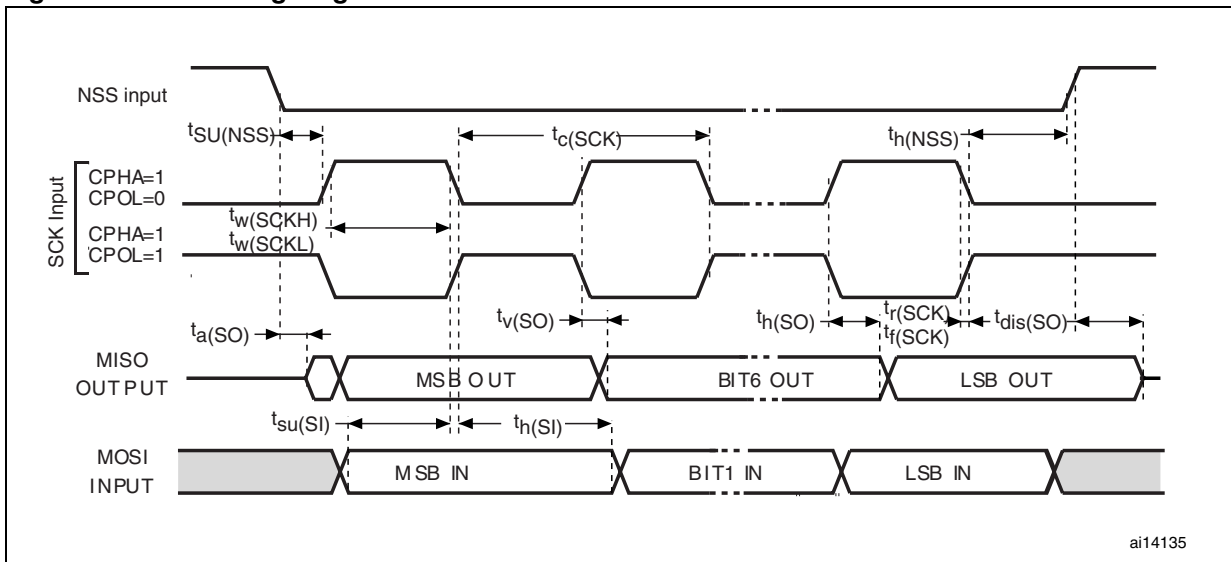 NSS input
tSU(NSS)
tc(SCK)
th(NSS)
SCK Input
CPHA=1
CPOL=0
tw(SCKH)
tw(SCKL)
CPHA=1
CPOL=1
ta(SO)
tv(SO)
th(SO)
tr(SCK)
tf(SCK)
tdis(SO)
MISO
OUTPUT
MSB OUT
BIT6 OUT
LSB OUT
tsu(SI)
th(SI)
MOSI
INPUT
MSB IN
BIT1 IN
LSB IN
ai14135